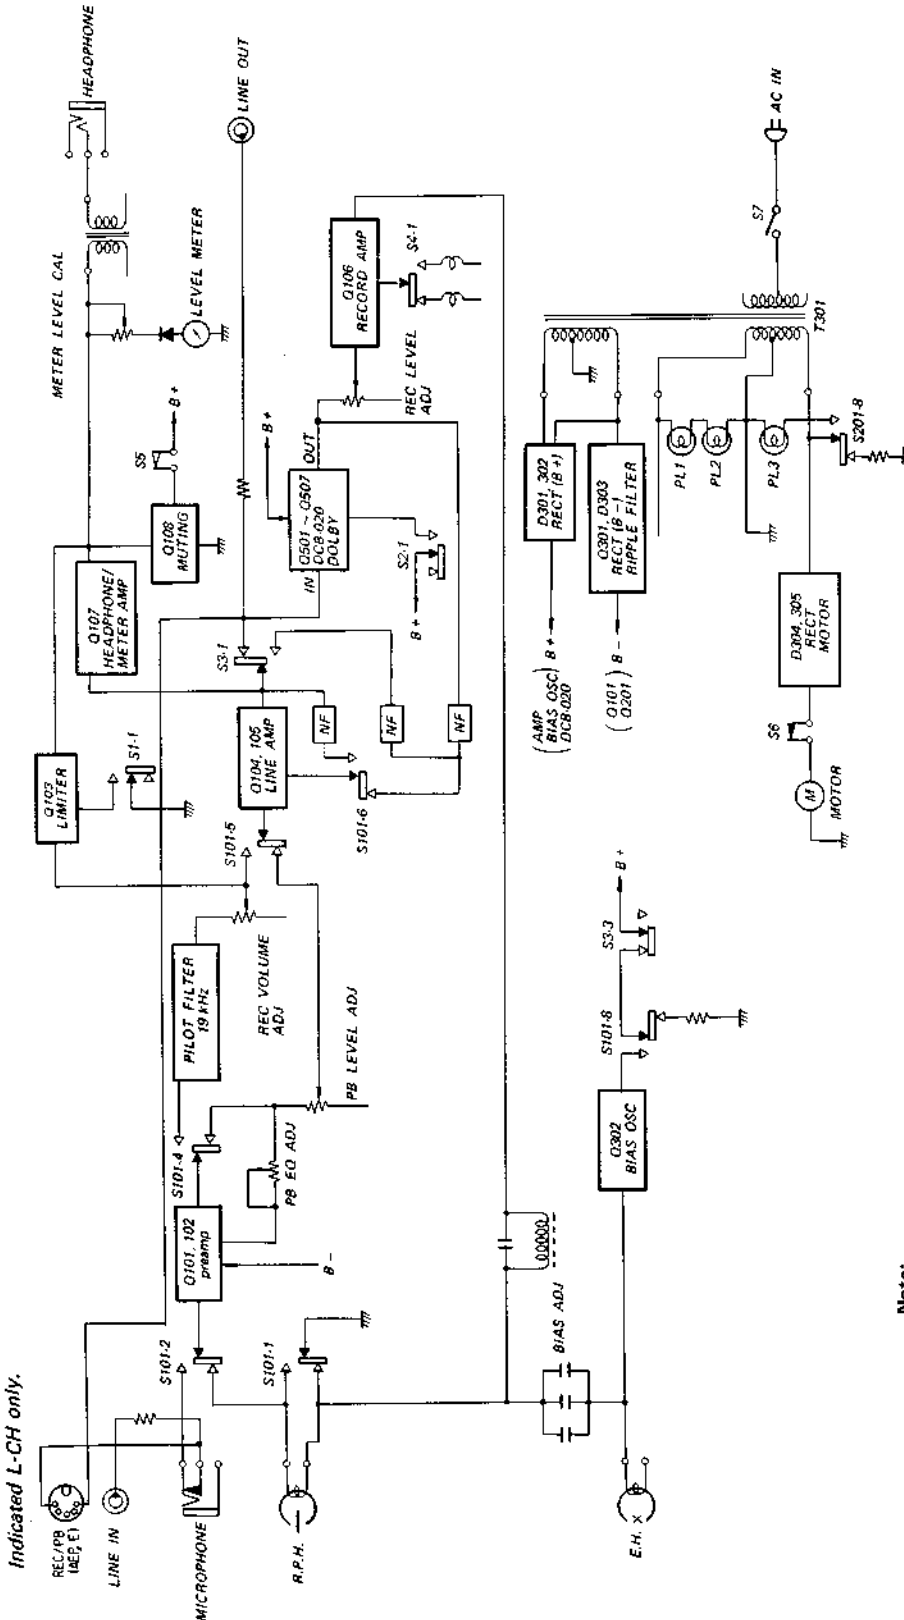 Indicated L-CH only.
REC/PB
(AEP, E)
LINE IN
MICROPHONE
R.P.H.
E.H.
S101-2
S101-1
Q101, 102
preamp
B -
S101-4
PB EQ ADJ
PB LEVEL ADJ
PILOT FILTER
19 kHz
REC VOLUME
ADJ
BIAS ADJ
Q302
BIAS OSC
S101-8
S3-3
B +
Q103
LIMITER
S1-1
S101-5
Q104, 105
LINE AMP
S101-6
NF
NF
NF
S3-1
Q107
HEADPHONE/
METER AMP
Q108
MUTING
S5
B +
METER LEVEL CAL
LEVEL METER
HEADPHONE
LINE OUT
IN
Q501 ~ Q507
DCB-020
DOLBY
OUT
B +
S2-1
B +
REC LEVEL
ADJ
Q106
RECORD AMP
S4-1
(AMP
BIAS OSC)
DCB-020
B +
D301, 302
RECT (B +)
(Q101
Q201)
B -
Q301, D303
RECT (B -)
RIPPLE FILTER
PL1
PL2
PL3
S201-8
T301
S7
AC IN
D304, 305
RECT
MOTOR
S6
M
MOTOR
Note: